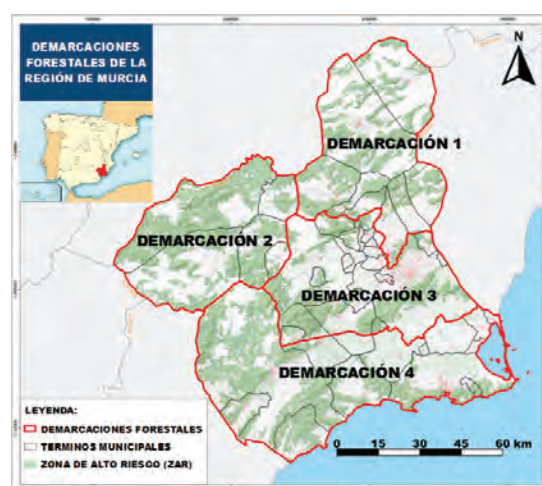 DEMARCACIONES
FORESTALES DE LA
REGIÓN DE MURCIA
N
DEMARCACIÓN 1
DEMARCACIÓN 2
DEMARCACIÓN 3
DEMARCACIÓN 4
LEYENDA:
DEMARCACIONES FORESTALES
TERMINOS MUNICIPALES
ZONA DE ALTO RIESGO (ZAR)
0 15 30 45 60 km